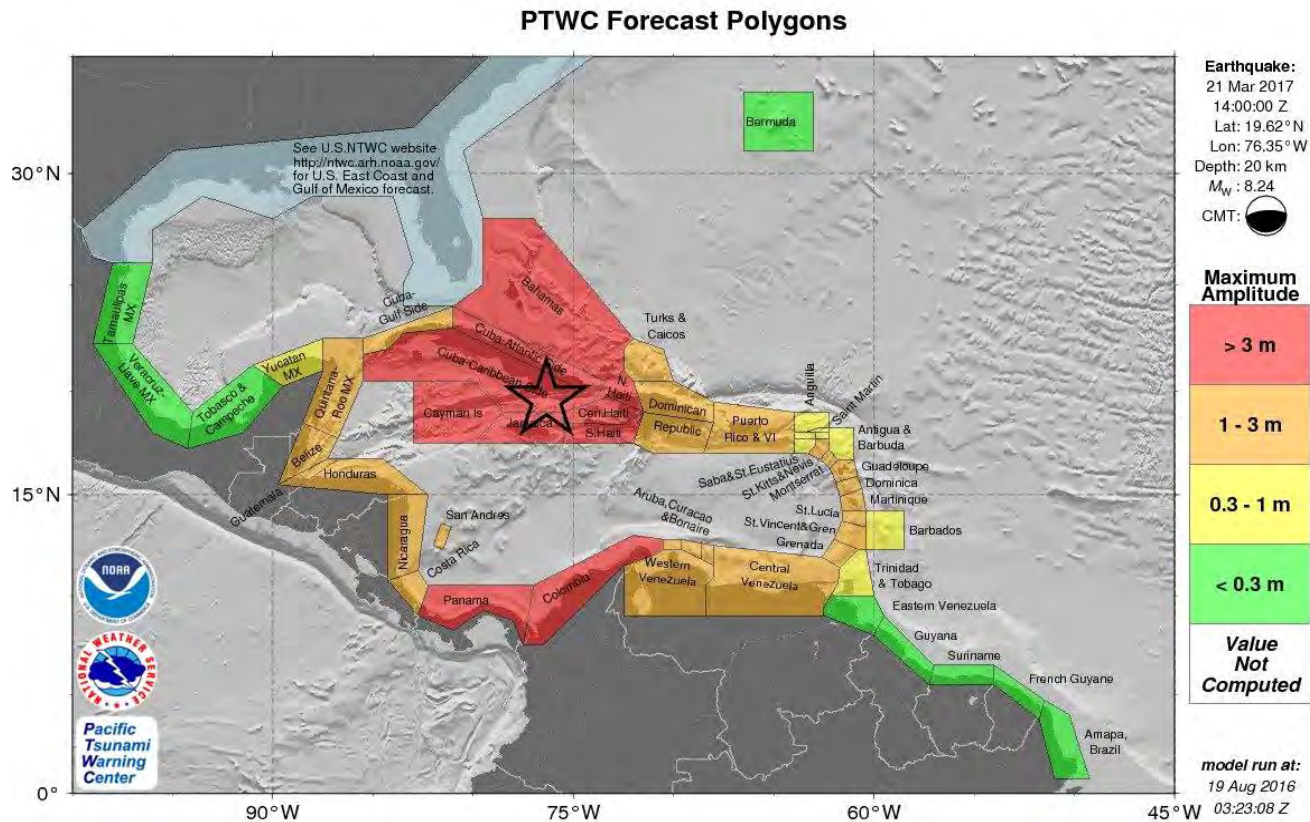 PTWC Forecast Polygons
See U.S.NTWC website
http://ntwc.arh.noaa.gov/
for U.S. East Coast and
Gulf of Mexico forecast.
Bermuda
Tamaulipas
MX
Veracruz-
Llave MX
Tobasco &
Campeche
Yucatan
MX
Quintana-
Roo MX
Belize
Guatemala
Honduras
Nicaragua
San Andres
Costa Rica
Panama
Colombia
Cuba-
Gulf Side
Cuba-Atlantic Side
Cuba-Caribbean Side
Bahamas
Cayman Is
Jamaica
N.
Haiti
Cen.Haiti
S.Haiti
Turks &
Caicos
Dominican
Republic
Puerto
Rico & VI
Anguilla
Saint Martin
Antigua &
Barbuda
Saba&St.Eustatius
St.Kitts&Nevis
Montserrat
Guadeloupe
Dominica
Martinique
St.Lucia
St.Vincent&Gren
Grenada
Barbados
Aruba,Curacao
&Bonaire
Western
Venezuela
Central
Venezuela
Trinidad
& Tobago
Eastern Venezuela
Guyana
Suriname
French Guyane
Amapa,
Brazil
30°N
15°N
0°
90°W
75°W
60°W
45°W
NOAA
NATIONAL WEATHER SERVICE
Pacific
Tsunami
Warning
Center
Earthquake:
21 Mar 2017
14:00:00 Z
Lat: 19.62°N
Lon: 76.35°W
Depth: 20 km
MW : 8.24
CMT:
Maximum
Amplitude
> 3 m
1 - 3 m
0.3 - 1 m
< 0.3 m
Value
Not
Computed
model run at:
19 Aug 2016
03:23:08 Z